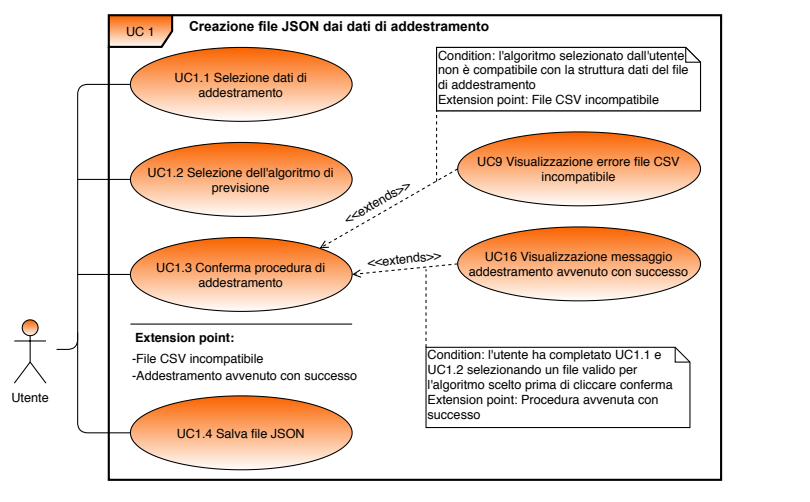 UC 1
Creazione file JSON dai dati di addestramento
UC1.1 Selezione dati di
addestramento
Condition: l'algoritmo selezionato dall'utente
non è compatibile con la struttura dati del file
di addestramento
Extension point: File CSV incompatibile
UC1.2 Selezione dell'algoritmo di
previsione
UC9 Visualizzazione errore file CSV
incompatibile
<<extends>>
UC1.3 Conferma procedura di
addestramento
<<extends>>
UC16 Visualizzazione messaggio
addestramento avvenuto con successo
Extension point:
-File CSV incompatibile
-Addestramento avvenuto con successo
Utente
Condition: l'utente ha completato UC1.1 e
UC1.2 selezionando un file valido per
l'algoritmo scelto prima di cliccare conferma
Extension point: Procedura avvenuta con
successo
UC1.4 Salva file JSON